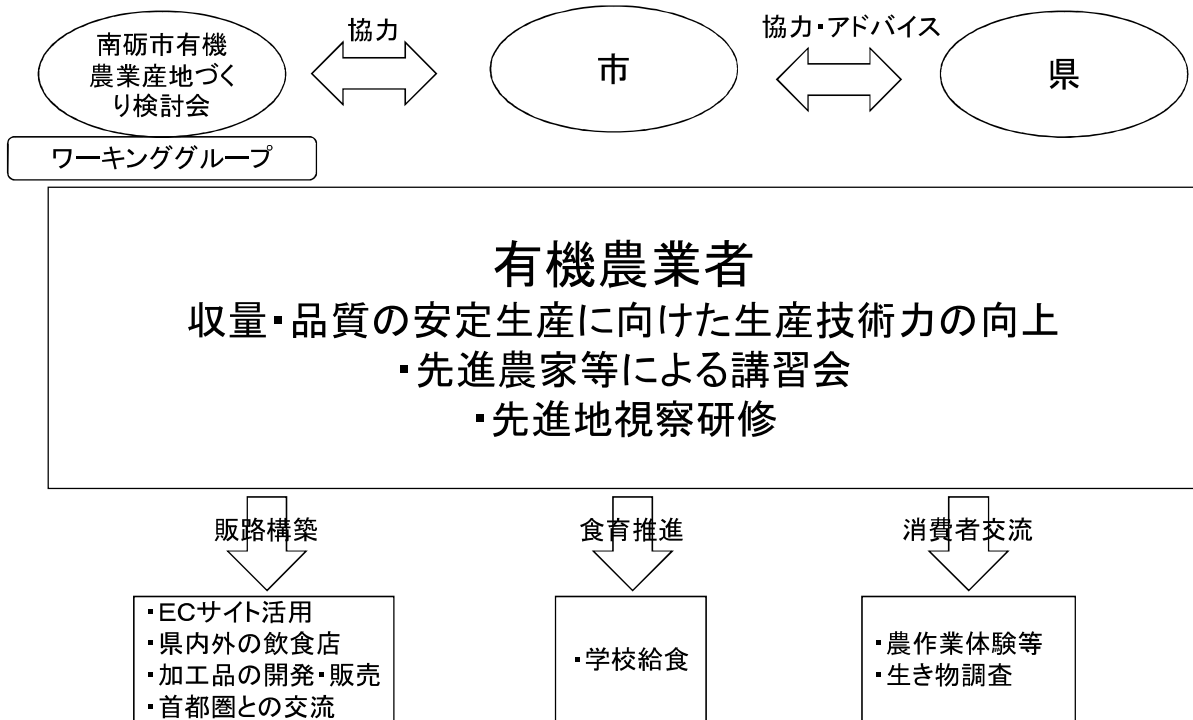 南砺市有機
農業産地づく
り検討会
協力
市
協力・アドバイス
県
ワーキンググループ
有機農業者
収量・品質の安定生産に向けた生産技術力の向上
・先進農家等による講習会
・先進地視察研修
販路構築
食育推進
消費者交流
・ECサイト活用
・県内外の飲食店
・加工品の開発・販売
・首都圏との交流
・学校給食
・農作業体験等
・生き物調査